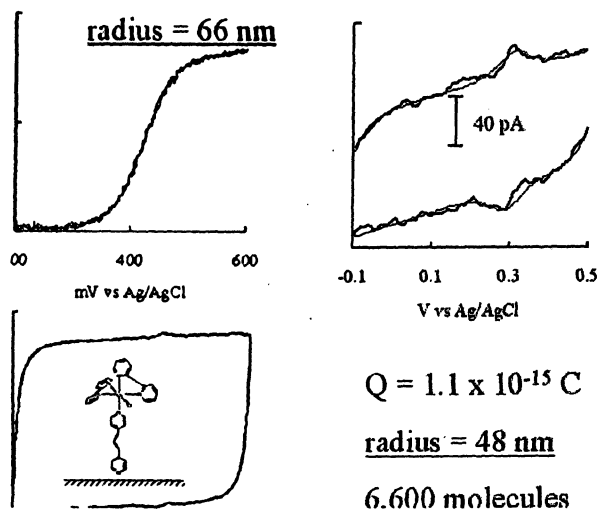 radius = 66 nm
00 400 600
mV vs Ag/AgCl
40 pA
-0.1 0.1 0.3 0.5
V vs Ag/AgCl
Q = 1.1 x 10⁻¹⁵ C
radius = 48 nm
6,600 molecules